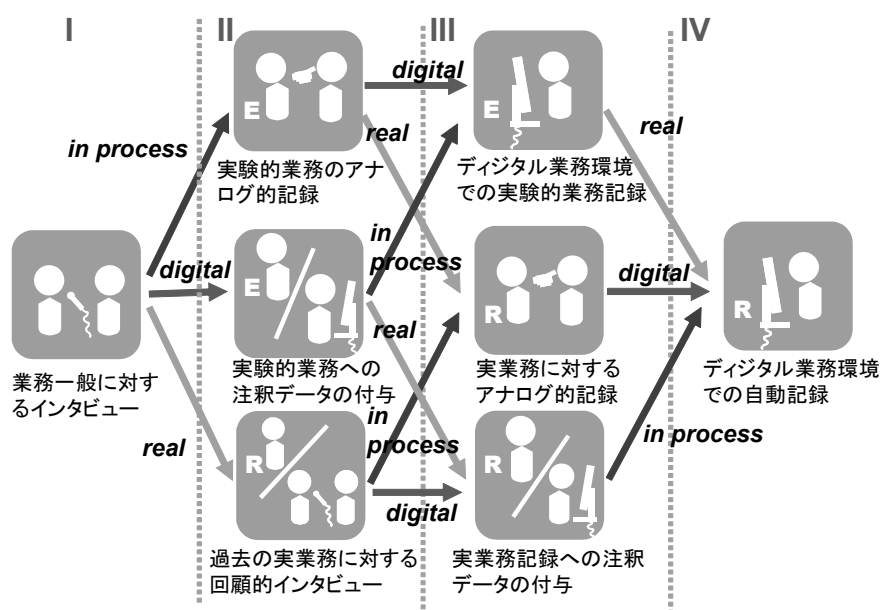 I
II
III
IV
E
digital
E
in process
real
real
実験的業務のアナ
ログ的記録
ディジタル業務環境
での実験的業務記録
in
process
digital
E
digital
R
R
real
実験的業務への
注釈データの付与
実業務に対する
アナログ的記録
ディジタル業務環境
での自動記録
業務一般に対す
るインタビュー
real
in
process
in process
R
R
digital
過去の実業務に対する
回顧的インタビュー
実業務記録への注釈
データの付与